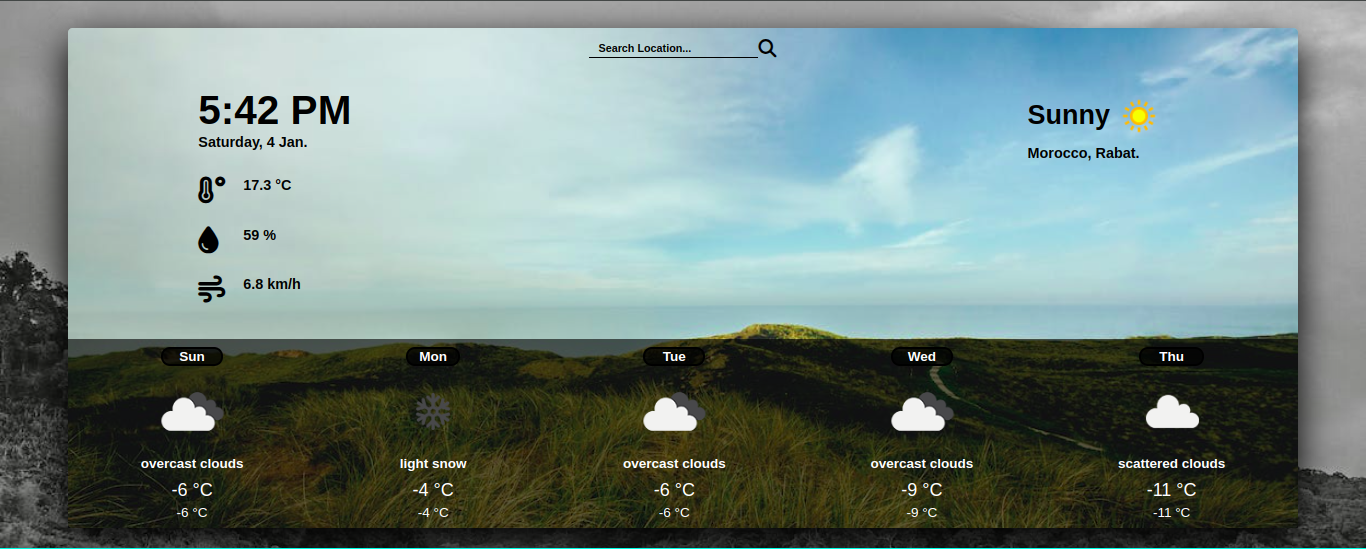 Search Location...
5:42 PM
Saturday, 4 Jan.
17.3 °C
59 %
6.8 km/h
Sunny
Morocco, Rabat.
Sun
overcast clouds
-6 °C
-6 °C
Mon
light snow
-4 °C
-4 °C
Tue
overcast clouds
-6 °C
-6 °C
Wed
overcast clouds
-9 °C
-9 °C
Thu
scattered clouds
-11 °C
-11 °C